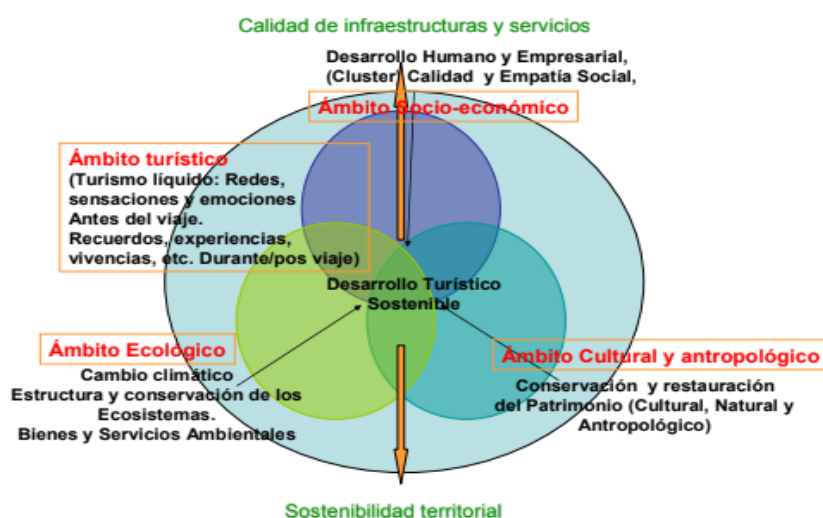 Calidad de infraestructuras y servicios
Desarrollo Humano y Empresarial,
(Cluster) Calidad y Empatía Social,
Ámbito Socio-económico
Ámbito turístico
(Turismo líquido: Redes,
sensaciones y emociones
Antes del viaje.
Recuerdos, experiencias,
vivencias, etc. Durante/pos viaje)
Desarrollo Turístico
Sostenible
Ámbito Ecológico
Cambio climático
Estructura y conservación de los
Ecosistemas.
Bienes y Servicios Ambientales
Ámbito Cultural y antropológico
Conservación y restauración
del Patrimonio (Cultural, Natural y
Antropológico)
Sostenibilidad territorial